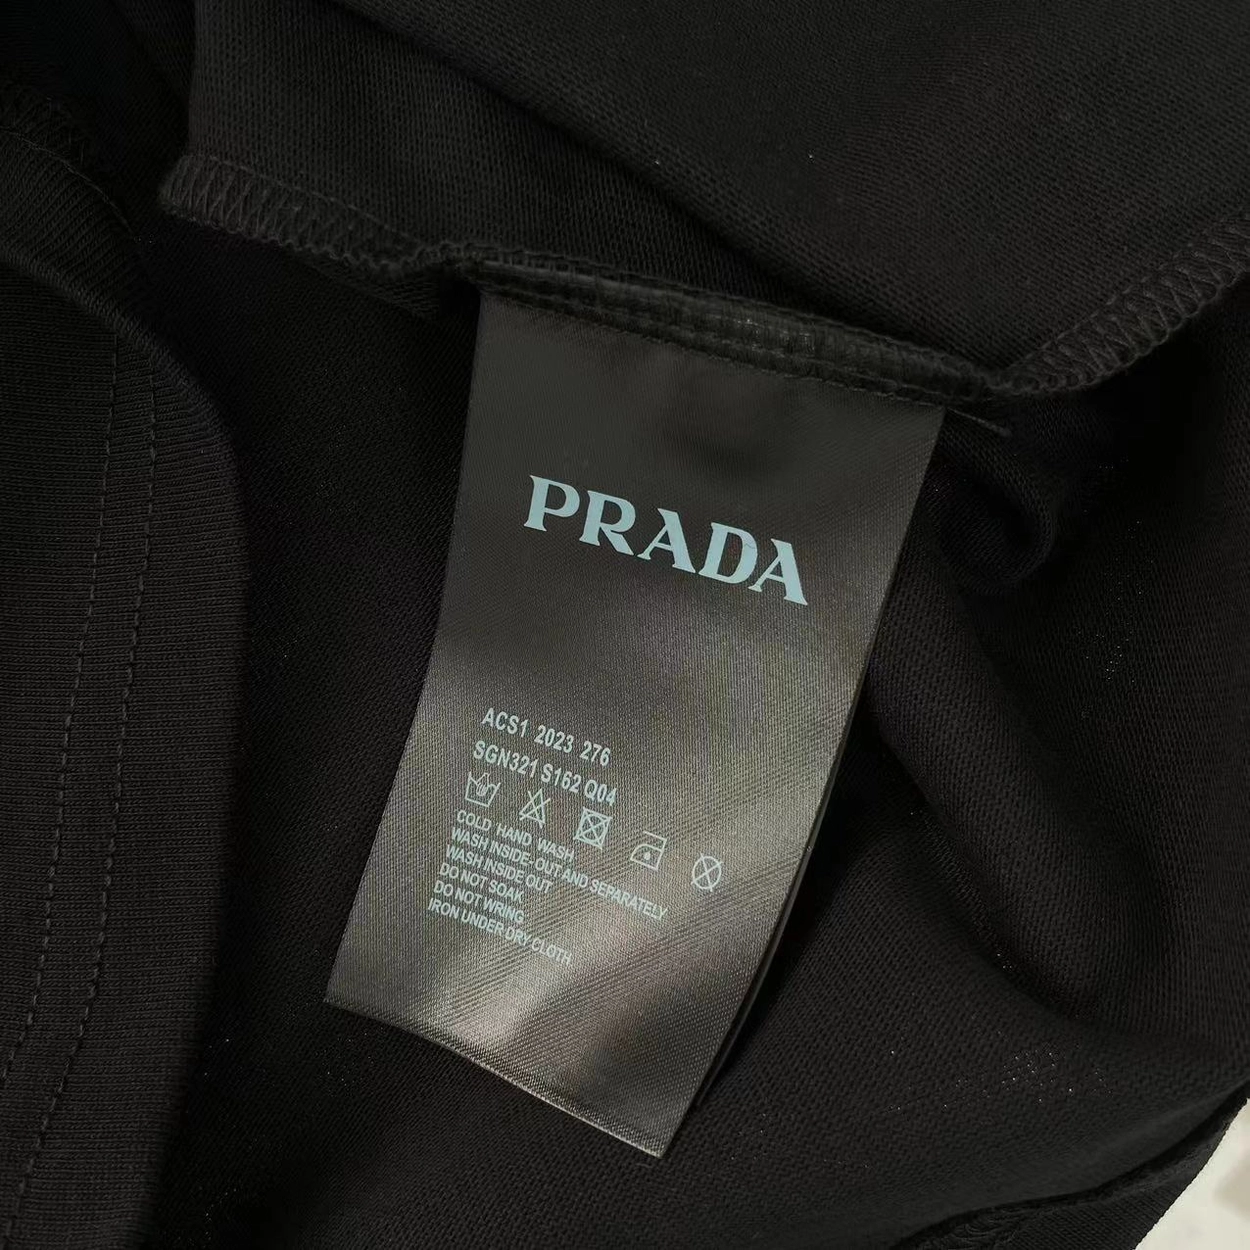 PRADA
ACS1 2023 276
SGN321 S162 Q04
COLD HAND WASH
WASH INSIDE-OUT AND SEPARATELY
WASH INSIDE OUT
DO NOT SOAK
DO NOT WRING
IRON UNDER DRY CLOTH